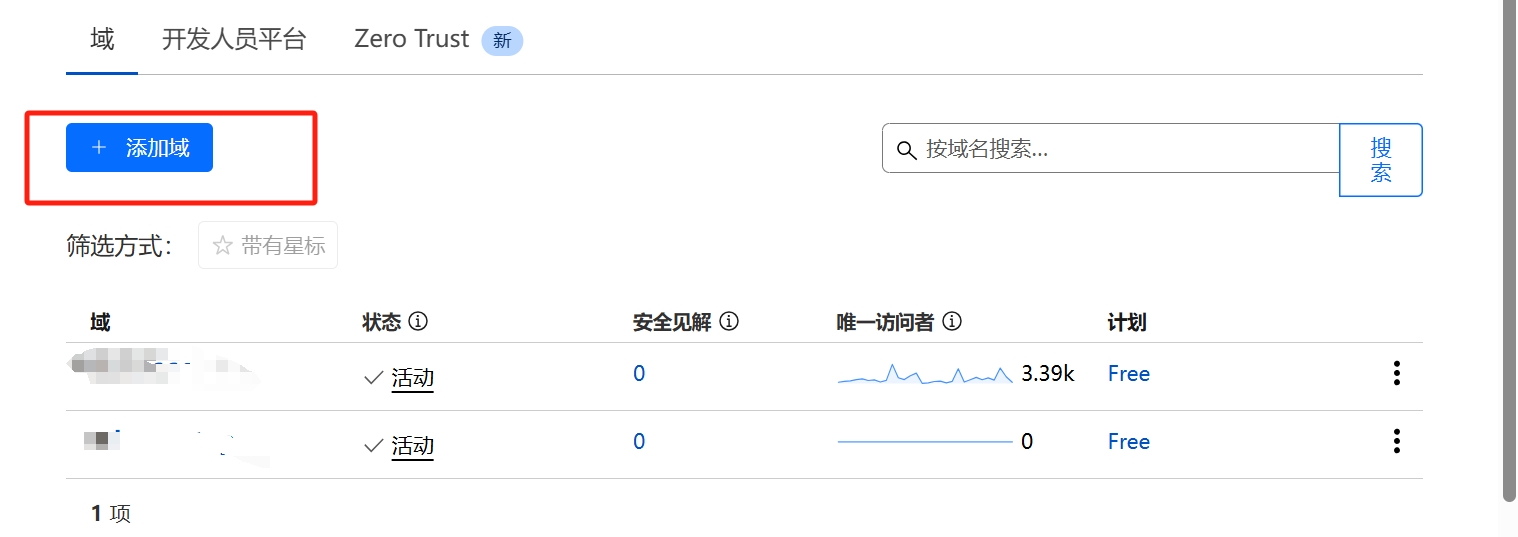 域 开发人员平台 Zero Trust 新
+ 添加域 按域名搜索... 搜索
筛选方式： 带有星标
域 状态 安全见解 唯一访问者 计划
活动 0 3.39k Free
活动 0 0 Free
1 项